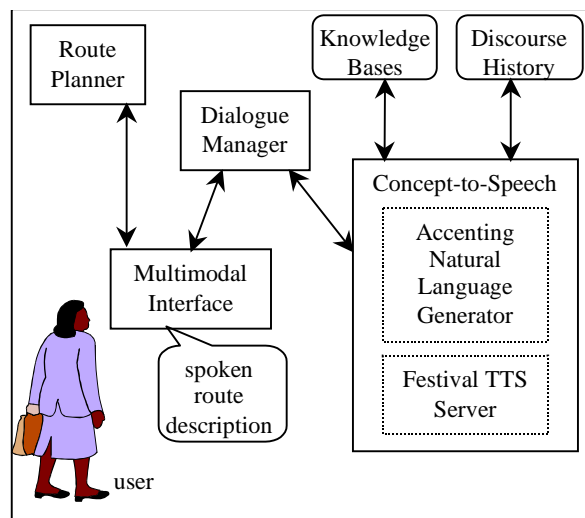 Route
Planner
Knowledge
Bases
Discourse
History
Dialogue
Manager
Concept-to-Speech
Accenting
Natural
Language
Generator
Multimodal
Interface
spoken
route
description
Festival TTS
Server
user